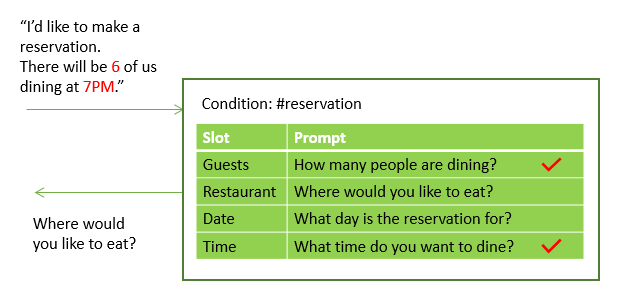 “I’d like to make a
reservation.
There will be 6 of us
dining at 7PM.”
Condition: #reservation
Slot Prompt
Guests How many people are dining?
Restaurant Where would you like to eat?
Date What day is the reservation for?
Time What time do you want to dine?
Where would
you like to eat?